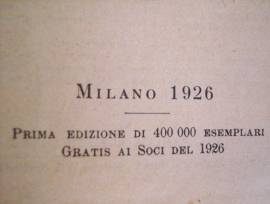 MILANO 1926
PRIMA EDIZIONE DI 400 000 ESEMPLARI
GRATIS AI SOCI DEL 1926